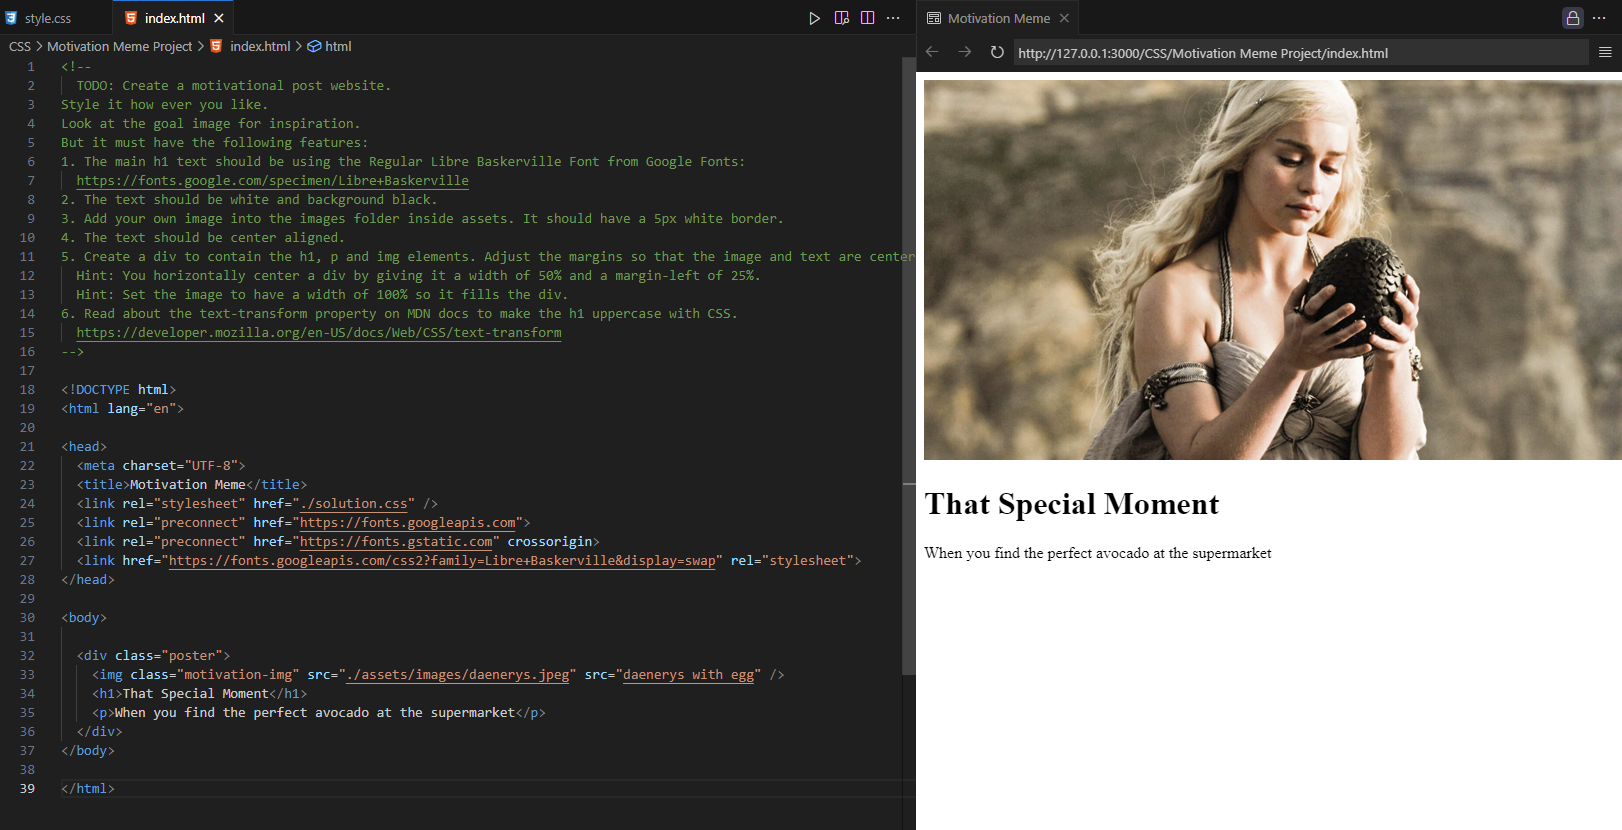 style.css
index.html
CSS > Motivation Meme Project > index.html > html
1 <!--
2 TODO: Create a motivational post website.
3 Style it how ever you like.
4 Look at the goal image for inspiration.
5 But it must have the following features:
6 1. The main h1 text should be using the Regular Libre Baskerville Font from Google Fonts:
7 https://fonts.google.com/specimen/Libre+Baskerville
8 2. The text should be white and background black.
9 3. Add your own image into the images folder inside assets. It should have a 5px white border.
10 4. The text should be center aligned.
11 5. Create a div to contain the h1, p and img elements. Adjust the margins so that the image and text are center
12 Hint: You horizontally center a div by giving it a width of 50% and a margin-left of 25%.
13 Hint: Set the image to have a width of 100% so it fills the div.
14 6. Read about the text-transform property on MDN docs to make the h1 uppercase with CSS.
15 https://developer.mozilla.org/en-US/docs/Web/CSS/text-transform
16 -->
17
18 <!DOCTYPE html>
19 <html lang="en">
20
21 <head>
22 <meta charset="UTF-8">
23 <title>Motivation Meme</title>
24 <link rel="stylesheet" href="./solution.css" />
25 <link rel="preconnect" href="https://fonts.googleapis.com">
26 <link rel="preconnect" href="https://fonts.gstatic.com" crossorigin>
27 <link href="https://fonts.googleapis.com/css2?family=Libre+Baskerville&display=swap" rel="stylesheet">
28 </head>
29
30 <body>
31
32 <div class="poster">
33 <img class="motivation-img" src="./assets/images/daenerys.jpeg" src="daenerys with egg" />
34 <h1>That Special Moment</h1>
35 <p>When you find the perfect avocado at the supermarket</p>
36 </div>
37 </body>
38
39 </html>
Motivation Meme
http://127.0.0.1:3000/CSS/Motivation Meme Project/index.html
That Special Moment
When you find the perfect avocado at the supermarket